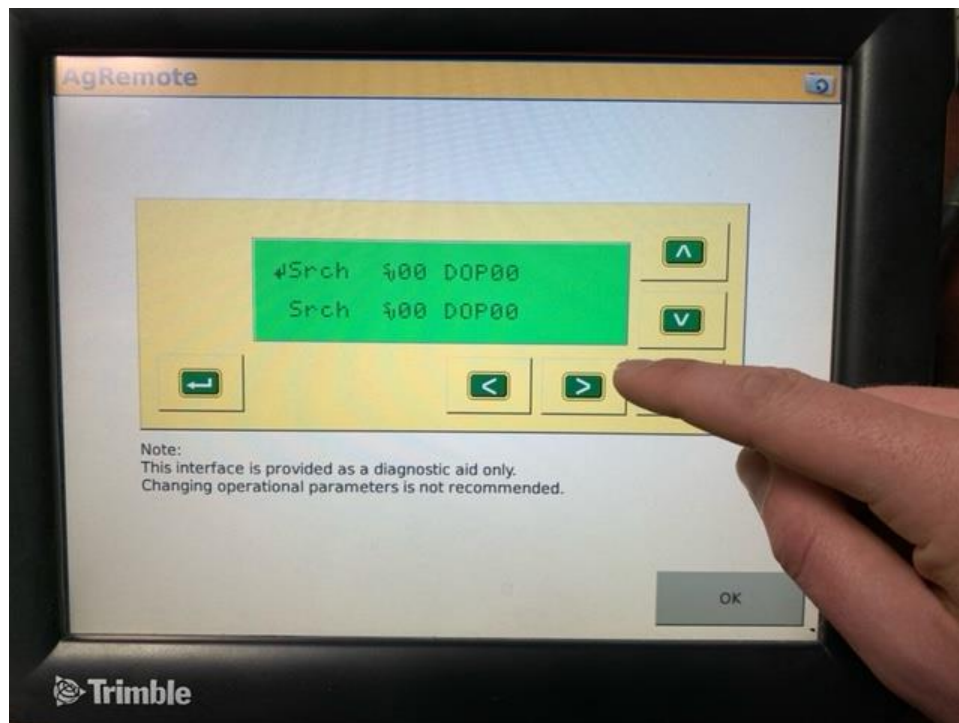 AgRemote
Srch 00 DOP00
Srch 00 DOP00
Note:
This interface is provided as a diagnostic aid only.
Changing operational parameters is not recommended.
OK
Trimble